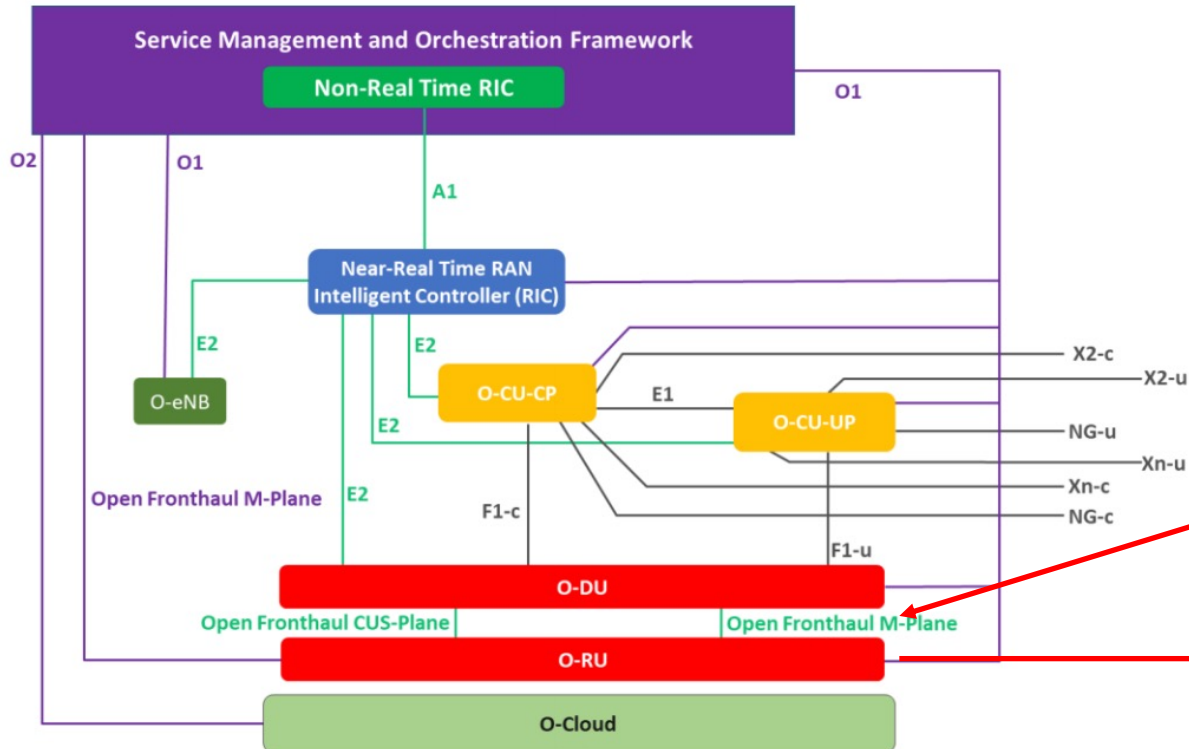 Service Management and Orchestration Framework
Non-Real Time RIC
O1
O2
O1
A1
Near-Real Time RAN
Intelligent Controller (RIC)
E2
E2
X2-c
X2-u
O-eNB
O-CU-CP
E1
O-CU-UP
E2
NG-u
Xn-u
Open Fronthaul M-Plane
E2
Xn-c
F1-c
NG-c
F1-u
O-DU
Open Fronthaul CUS-Plane
Open Fronthaul M-Plane
O-RU
O-Cloud